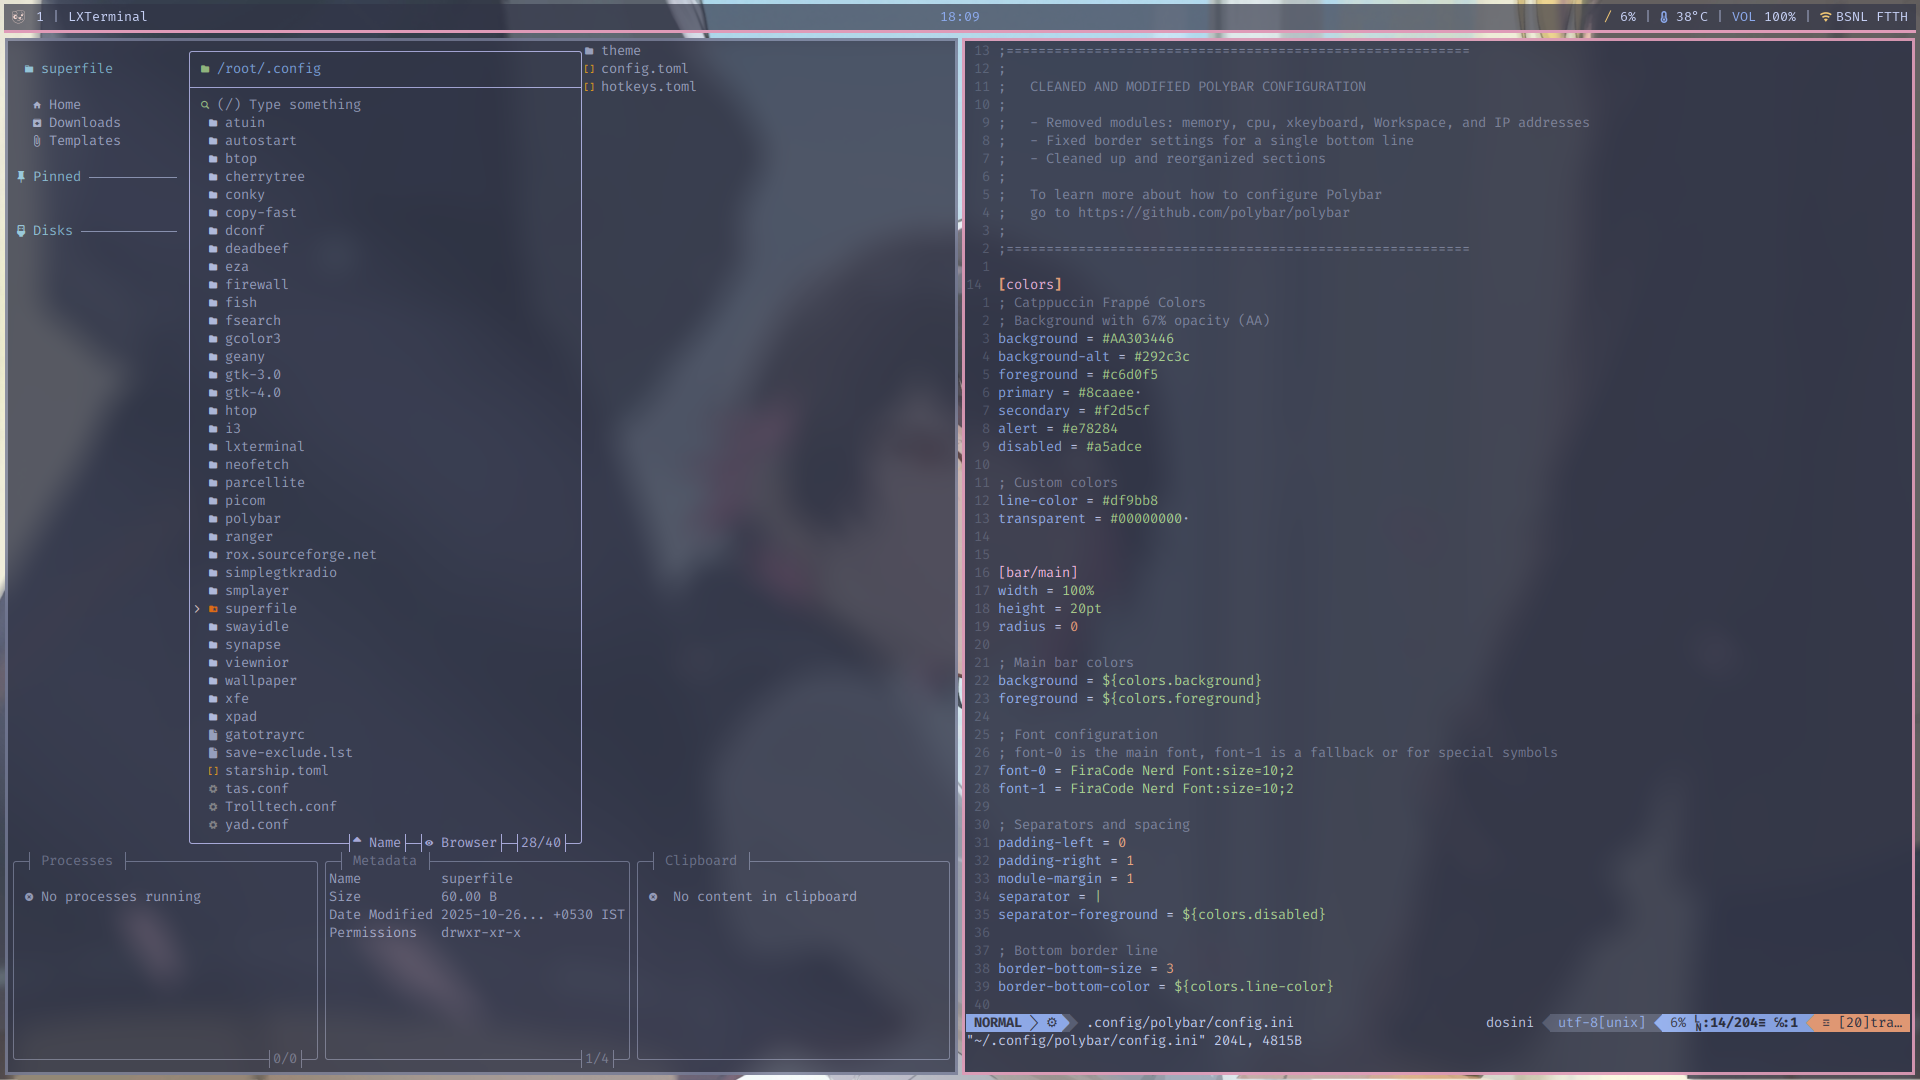 1 | LXTerminal
18:09
6% | 38°C | VOL 100% | BSNL FTTH
superfile
Home
Downloads
Templates
Pinned
Disks
/root/.config
(/) Type something
atuin
autostart
btop
cherrytree
conky
copy-fast
dconf
deadbeef
eza
firewall
fish
fsearch
gcolor3
geany
gtk-3.0
gtk-4.0
htop
i3
lxterminal
neofetch
parcellite
picom
polybar
ranger
rox.sourceforge.net
simplegtkradio
smplayer
superfile
swayidle
synapse
viewnior
wallpaper
xfe
xpad
gatotrayrc
save-exclude.lst
starship.toml
tas.conf
Trolltech.conf
yad.conf
Name
Browser
28/40
theme
config.toml
hotkeys.toml
Processes
No processes running
0/0
Metadata
Name superfile
Size 60.00 B
Date Modified 2025-10-26... +0530 IST
Permissions drwxr-xr-x
1/4
Clipboard
No content in clipboard
13 ;==========================================================
12 ;
11 ;   CLEANED AND MODIFIED POLYBAR CONFIGURATION
10 ;
9 ;   - Removed modules: memory, cpu, xkeyboard, Workspace, and IP addresses
8 ;   - Fixed border settings for a single bottom line
7 ;   - Cleaned up and reorganized sections
6 ;
5 ;   To learn more about how to configure Polybar
4 ;   go to https://github.com/polybar/polybar
3 ;
2 ;==========================================================
1
14 [colors]
1 ; Catppuccin Frappé Colors
2 ; Background with 67% opacity (AA)
3 background = #AA303446
4 background-alt = #292c3c
5 foreground = #c6d0f5
6 primary = #8caaee·
7 secondary = #f2d5cf
8 alert = #e78284
9 disabled = #a5adce
10
11 ; Custom colors
12 line-color = #df9bb8
13 transparent = #00000000·
14
15
16 [bar/main]
17 width = 100%
18 height = 20pt
19 radius = 0
20
21 ; Main bar colors
22 background = ${colors.background}
23 foreground = ${colors.foreground}
24
25 ; Font configuration
26 ; font-0 is the main font, font-1 is a fallback or for special symbols
27 font-0 = FiraCode Nerd Font:size=10;2
28 font-1 = FiraCode Nerd Font:size=10;2
29
30 ; Separators and spacing
31 padding-left = 0
32 padding-right = 1
33 module-margin = 1
34 separator = |
35 separator-foreground = ${colors.disabled}
36
37 ; Bottom border line
38 border-bottom-size = 3
39 border-bottom-color = ${colors.line-color}
40
NORMAL .config/polybar/config.ini dosini utf-8[unix] 6% ␤:14/204≡ ℅:1 Ξ [20]tra…
"~/.config/polybar/config.ini" 204L, 4815B